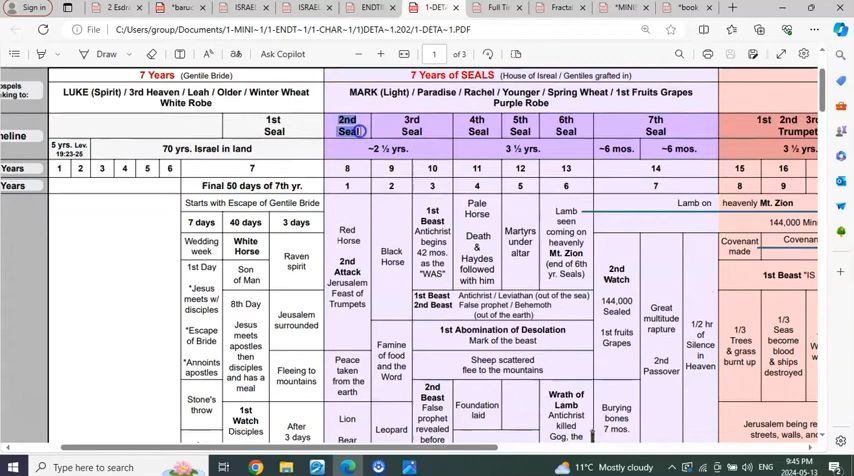 Sign in
2 Esdre
*baruc
ISRAEL
ISRAEL
ENDTI
1-DETA
Full Tim
Fractal
*MINIS
*book
File
C:/Users/group/Documents/1-MINI~1/1-ENDT~1/1-CHAR~1/1)DETA~1.202/1-DETA~1.PDF
Draw
Ask Copilot
1
of 3
ospels
king to:
7 Years (Gentile Bride)
LUKE (Spirit) / 3rd Heaven / Leah / Older / Winter Wheat
White Robe
7 Years of SEALS (House of Isreal / Gentiles grafted in)
MARK (Light) / Paradise / Rachel / Younger / Spring Wheat / 1st Fruits Grapes
Purple Robe
meline
1st
Seal
2nd
Seal
3rd
Seal
4th
Seal
5th
Seal
6th
Seal
7th
Seal
1st 2nd 3r
Trumpet
5 yrs. Lev.
19:23-25
70 yrs. Israel in land
~2 ½ yrs.
3 ½ yrs.
~6 mos.
~6 mos.
3 ½ yrs.
Years
1 2 3 4 5 6 7 8 9 10 11 12 13 14 15 16
Years
Final 50 days of 7th yr.
1 2 3 4 5 6 7 8 9
Starts with Escape of Gentile Bride
7 days
40 days
3 days
Wedding
week
1st Day
*Jesus
meets w/
disciples
*Escape
of Bride
*Annoints
apostles
Stone's
throw
White
Horse
Son
of Man
8th Day
Jesus
meets
apostles
then
disciples
and has a
meal
1st
Watch
Disciples
Raven
spirit
Jerusalem
surrounded
Fleeing to
mountains
After
3 days
Red
Horse
2nd
Attack
Jerusalem
Feast of
Trumpets
Peace
taken
from the
earth
Lion
Bear
Black
Horse
Famine
of food
and the
Word
Leopard
1st
Beast
Antichrist
begins
42 mos.
as the
"WAS"
Pale
Horse
Death
&
Haydes
followed
with him
Martyrs
under
altar
Lamb
seen
coming on
heavenly
Mt. Zion
(end of 6th
yr. Seals)
1st Beast
2nd Beast
Antichrist / Leviathan (out of the sea)
False prophet / Behemoth
(out of the earth)
1st Abomination of Desolation
Mark of the beast
Sheep scattered
flee to the mountains
2nd
Beast
False
prophet
revealed
before
Foundation
laid
Wrath of
Lamb
Antichrist
killed
Gog, the
Lamb on heavenly Mt. Zion
144,000 Mini
2nd
Watch
144,000
Sealed
1st fruits
Grapes
Burying
bones
7 mo.
Great
multitude
rapture
2nd
Passover
1/2 hr
of
Silence
in
Heaven
Covenant
made
Covena
1st Beast "IS
1/3
Trees
& grass
burnt up
1/3
Seas
become
blood
& ships
destroyed
Jerusalem being re
streets, walls, and
Type here to search
11°C Mostly cloudy
9:45 PM
2024-05-13